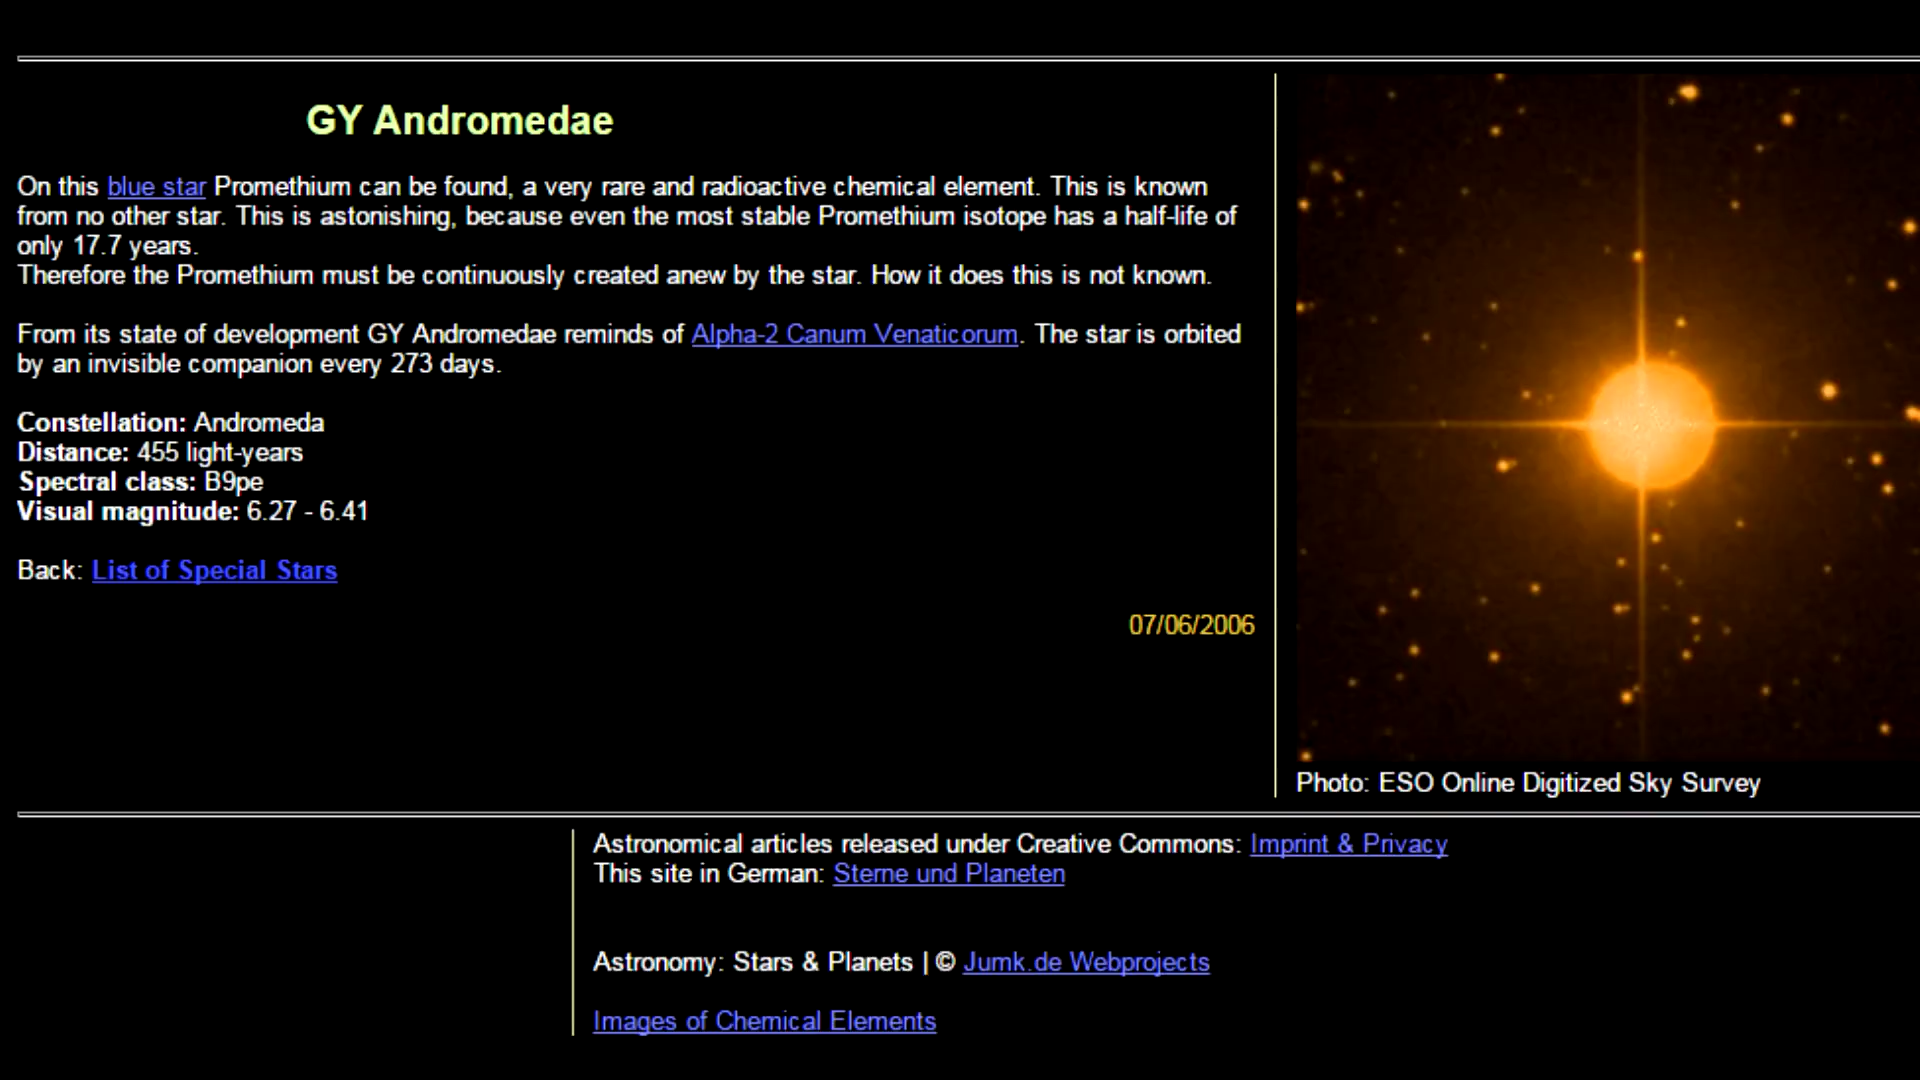 GY Andromedae
On this blue star Promethium can be found, a very rare and radioactive chemical element. This is known
from no other star. This is astonishing, because even the most stable Promethium isotope has a half-life of
only 17.7 years.
Therefore the Promethium must be continuously created anew by the star. How it does this is not known.
From its state of development GY Andromedae reminds of Alpha-2 Canum Venaticorum. The star is orbited
by an invisible companion every 273 days.
Constellation: Andromeda
Distance: 455 light-years
Spectral class: B9pe
Visual magnitude: 6.27 - 6.41
Back: List of Special Stars
07/06/2006
Photo: ESO Online Digitized Sky Survey
Astronomical articles released under Creative Commons: Imprint & Privacy
This site in German: Sterne und Planeten
Astronomy: Stars & Planets | © Jumk.de Webprojects
Images of Chemical Elements